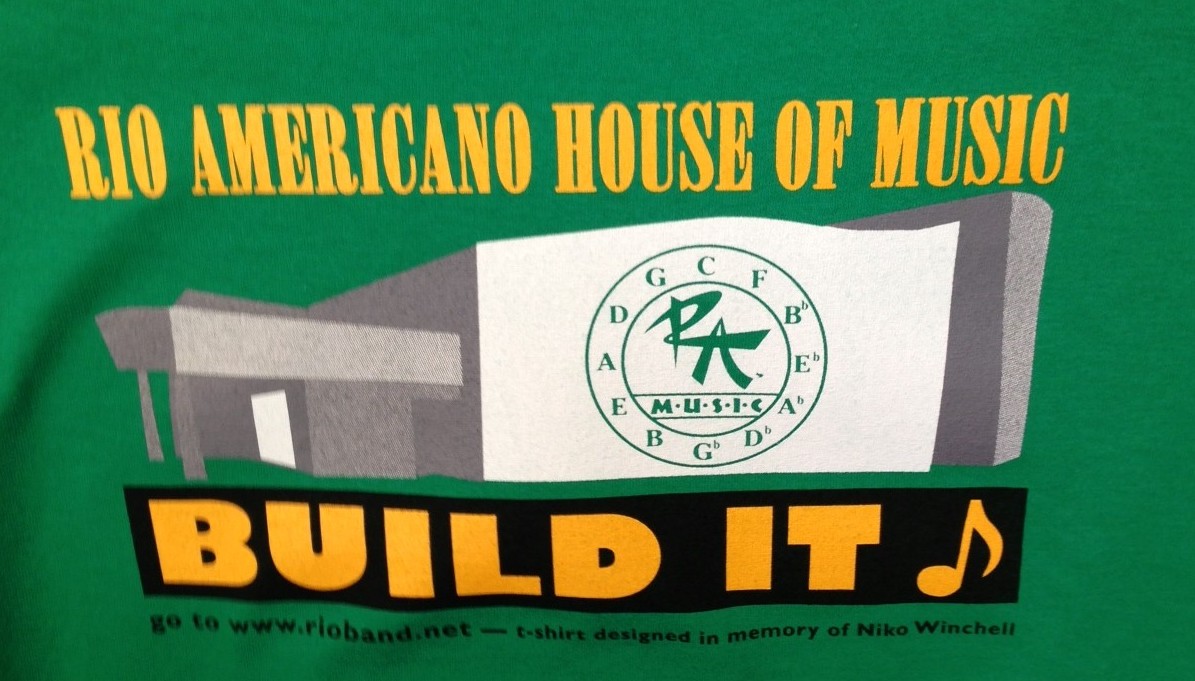 RIO AMERICANO HOUSE OF MUSIC
C
G F
D B♭
A E♭
E A♭
B D♭
G♭
RA
M·U·S·I·C
BUILD IT
go to www.rioband.net — t-shirt designed in memory of Niko Winchell